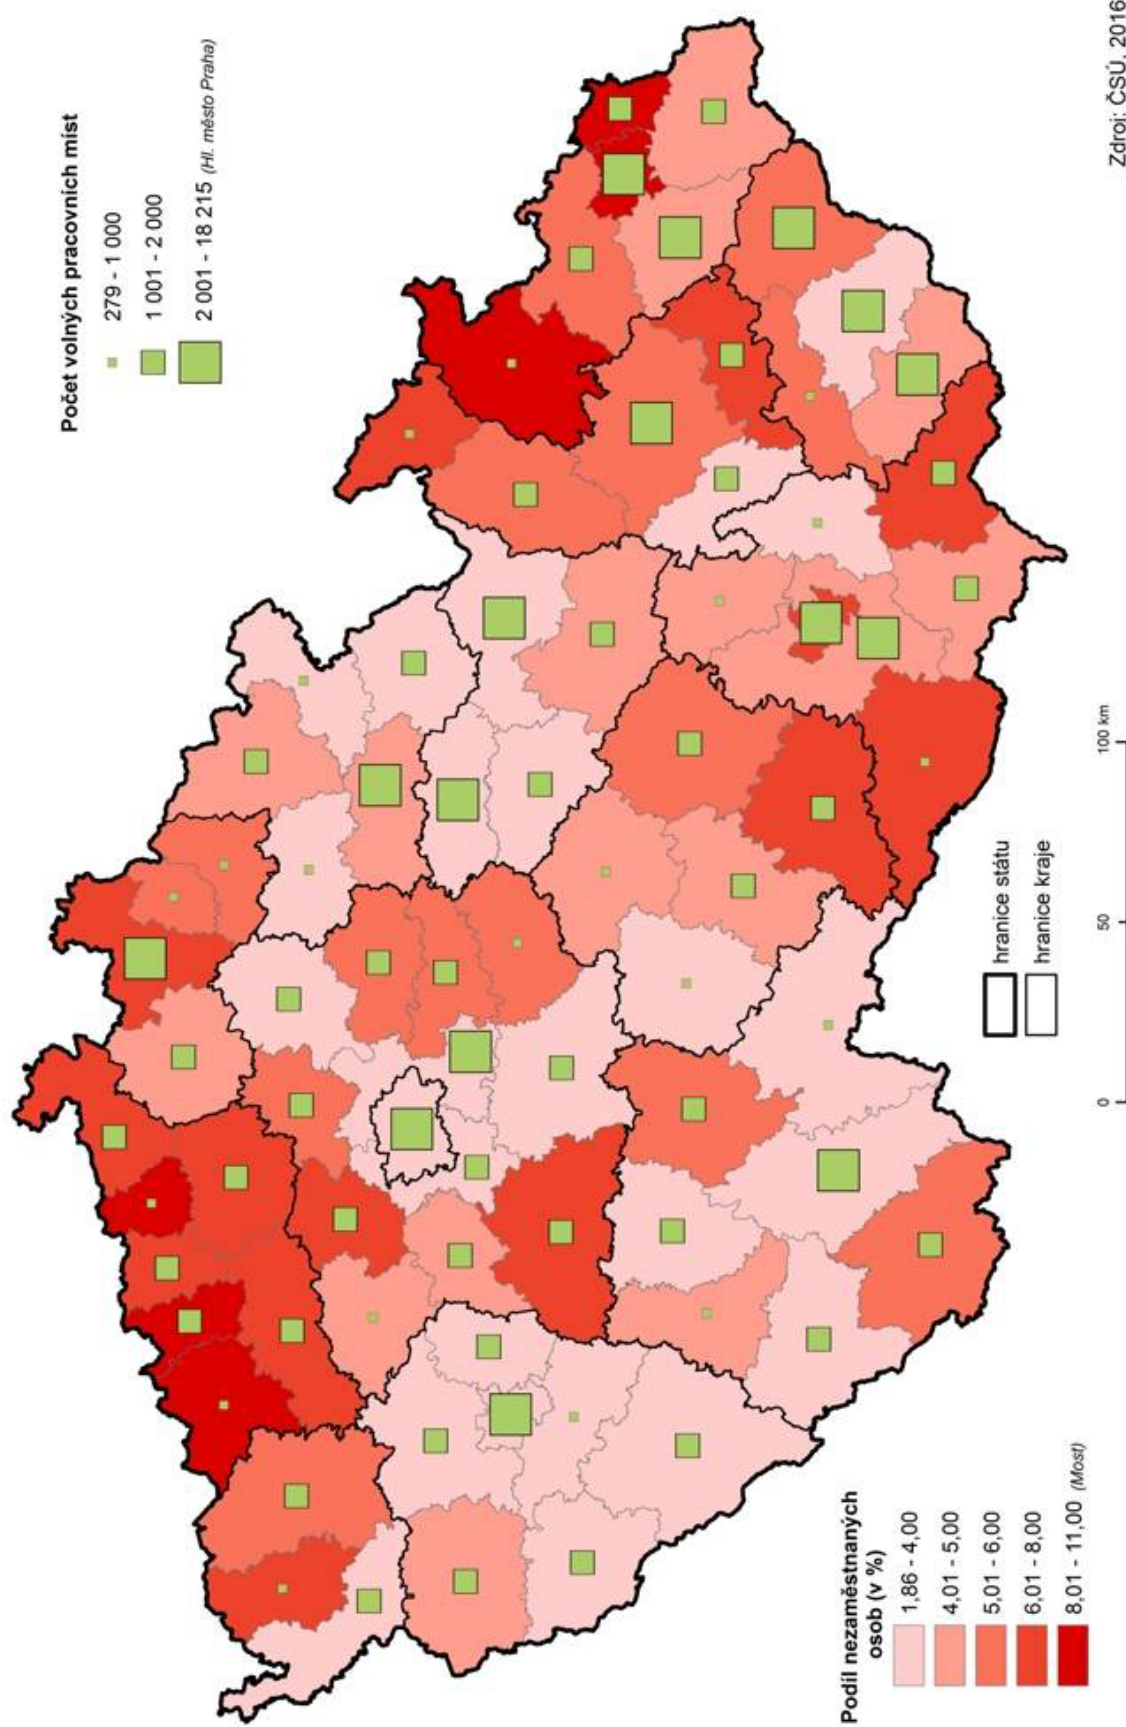 Počet volných pracovních míst
279 - 1 000
1 001 - 2 000
2 001 - 18 215 (Hl. město Praha)
Podíl nezaměstnaných
osob (v %)
1,86 - 4,00
4,01 - 5,00
5,01 - 6,00
6,01 - 8,00
8,01 - 11,00 (Most)
hranice státu
hranice kraje
0 50 100 km
Zdroj: ČSÚ, 2016